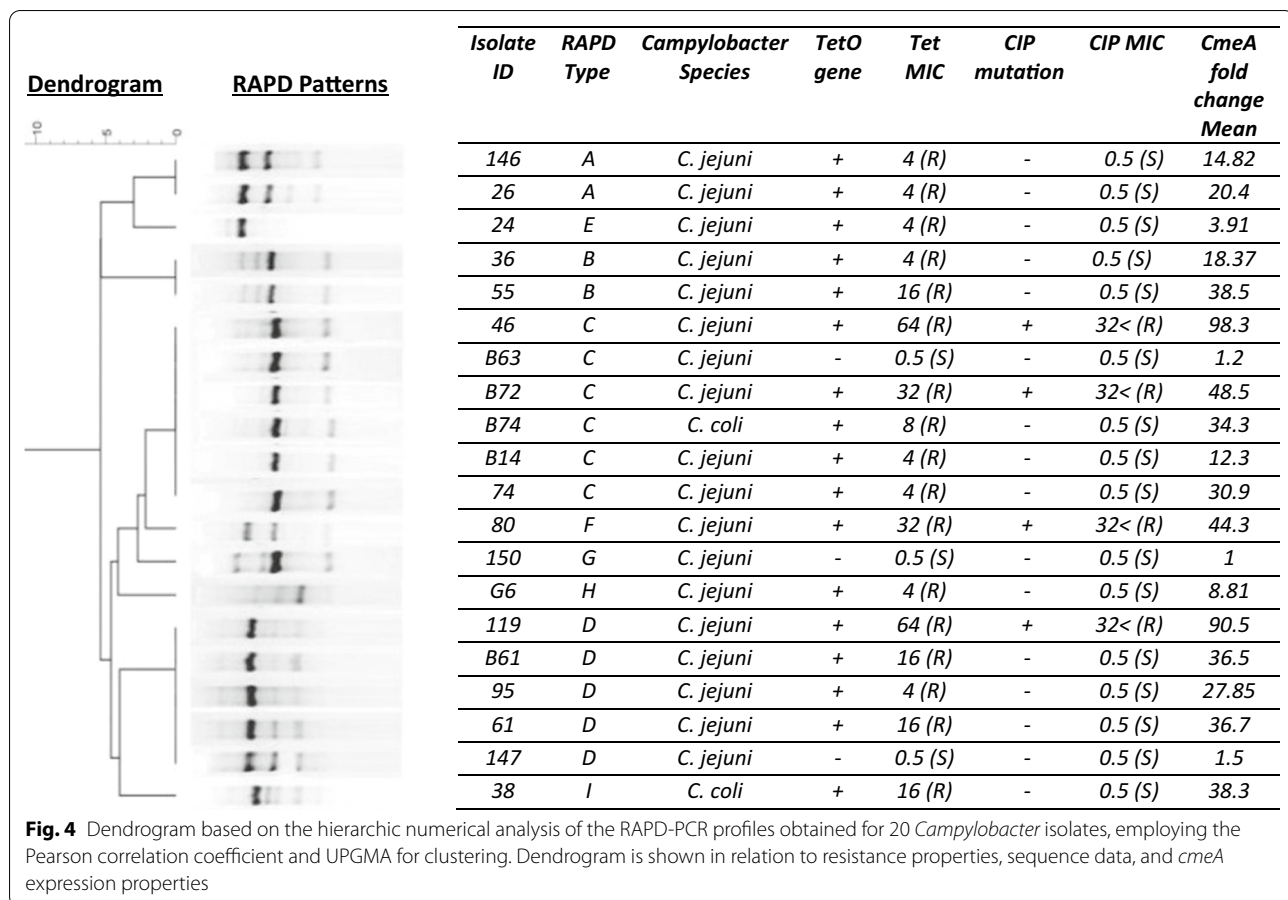 Isolate RAPD Campylobacter TetO Tet CIP CIP MIC CmeA
ID Type Species gene MIC mutation fold
change
Mean
Dendrogram RAPD Patterns
10 5 0
146 A C. jejuni + 4 (R) - 0.5 (S) 14.82
26 A C. jejuni + 4 (R) - 0.5 (S) 20.4
24 E C. jejuni + 4 (R) - 0.5 (S) 3.91
36 B C. jejuni + 4 (R) - 0.5 (S) 18.37
55 B C. jejuni + 16 (R) - 0.5 (S) 38.5
46 C C. jejuni + 64 (R) + 32< (R) 98.3
B63 C C. jejuni - 0.5 (S) - 0.5 (S) 1.2
B72 C C. jejuni + 32 (R) + 32< (R) 48.5
B74 C C. coli + 8 (R) - 0.5 (S) 34.3
B14 C C. jejuni + 4 (R) - 0.5 (S) 12.3
74 C C. jejuni + 4 (R) - 0.5 (S) 30.9
80 F C. jejuni + 32 (R) + 32< (R) 44.3
150 G C. jejuni - 0.5 (S) - 0.5 (S) 1
G6 H C. jejuni + 4 (R) - 0.5 (S) 8.81
119 D C. jejuni + 64 (R) + 32< (R) 90.5
B61 D C. jejuni + 16 (R) - 0.5 (S) 36.5
95 D C. jejuni + 4 (R) - 0.5 (S) 27.85
61 D C. jejuni + 16 (R) - 0.5 (S) 36.7
147 D C. jejuni - 0.5 (S) - 0.5 (S) 1.5
38 I C. coli + 16 (R) - 0.5 (S) 38.3
Fig. 4 Dendrogram based on the hierarchic numerical analysis of the RAPD-PCR profiles obtained for 20 Campylobacter isolates, employing the
Pearson correlation coefficient and UPGMA for clustering. Dendrogram is shown in relation to resistance properties, sequence data, and cmeA
expression properties